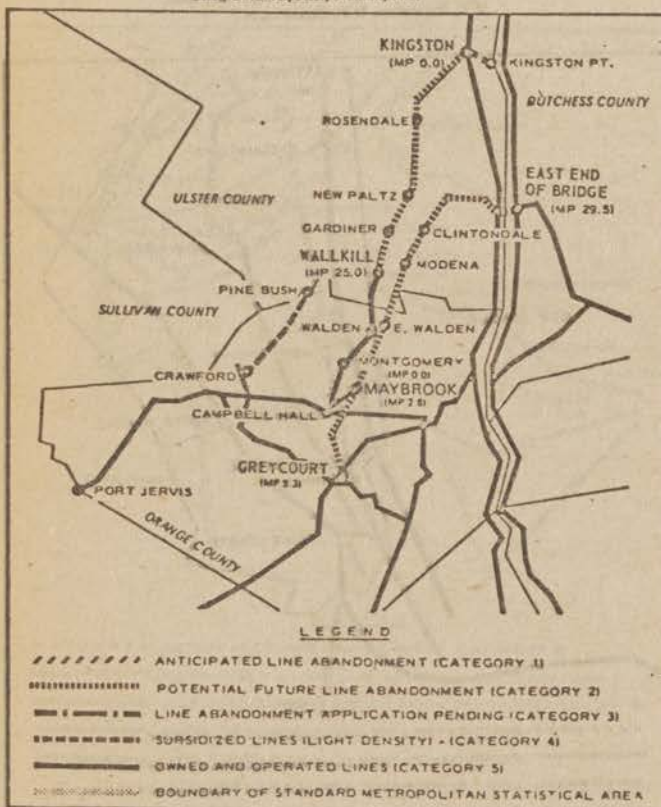 KINGSTON
(MP 0.0)
KINGSTON PT.
DUTCHESS COUNTY
ROSENDALE
EAST END
OF BRIDGE
(MP 29.5)
ULSTER COUNTY
NEW PALTZ
GARDINER
CLINTONDALE
WALLKILL
(MP 25.0)
MODENA
PINE BUSH
SULLIVAN COUNTY
WALDEN
E. WALDEN
MONTGOMERY
(MP 0.0)
CRAWFORD
MAYBROOK
CAMPBELL HALL
GREYCOURT
PORT JERVIS
ORANGE COUNTY
LEGEND
ANTICIPATED LINE ABANDONMENT (CATEGORY 1)
POTENTIAL FUTURE LINE ABANDONMENT (CATEGORY 2)
LINE ABANDONMENT APPLICATION PENDING (CATEGORY 3)
SUBSIDIZED LINES (LIGHT DENSITY) - (CATEGORY 4)
OWNED AND OPERATED LINES (CATEGORY 5)
BOUNDARY OF STANDARD METROPOLITAN STATISTICAL AREA